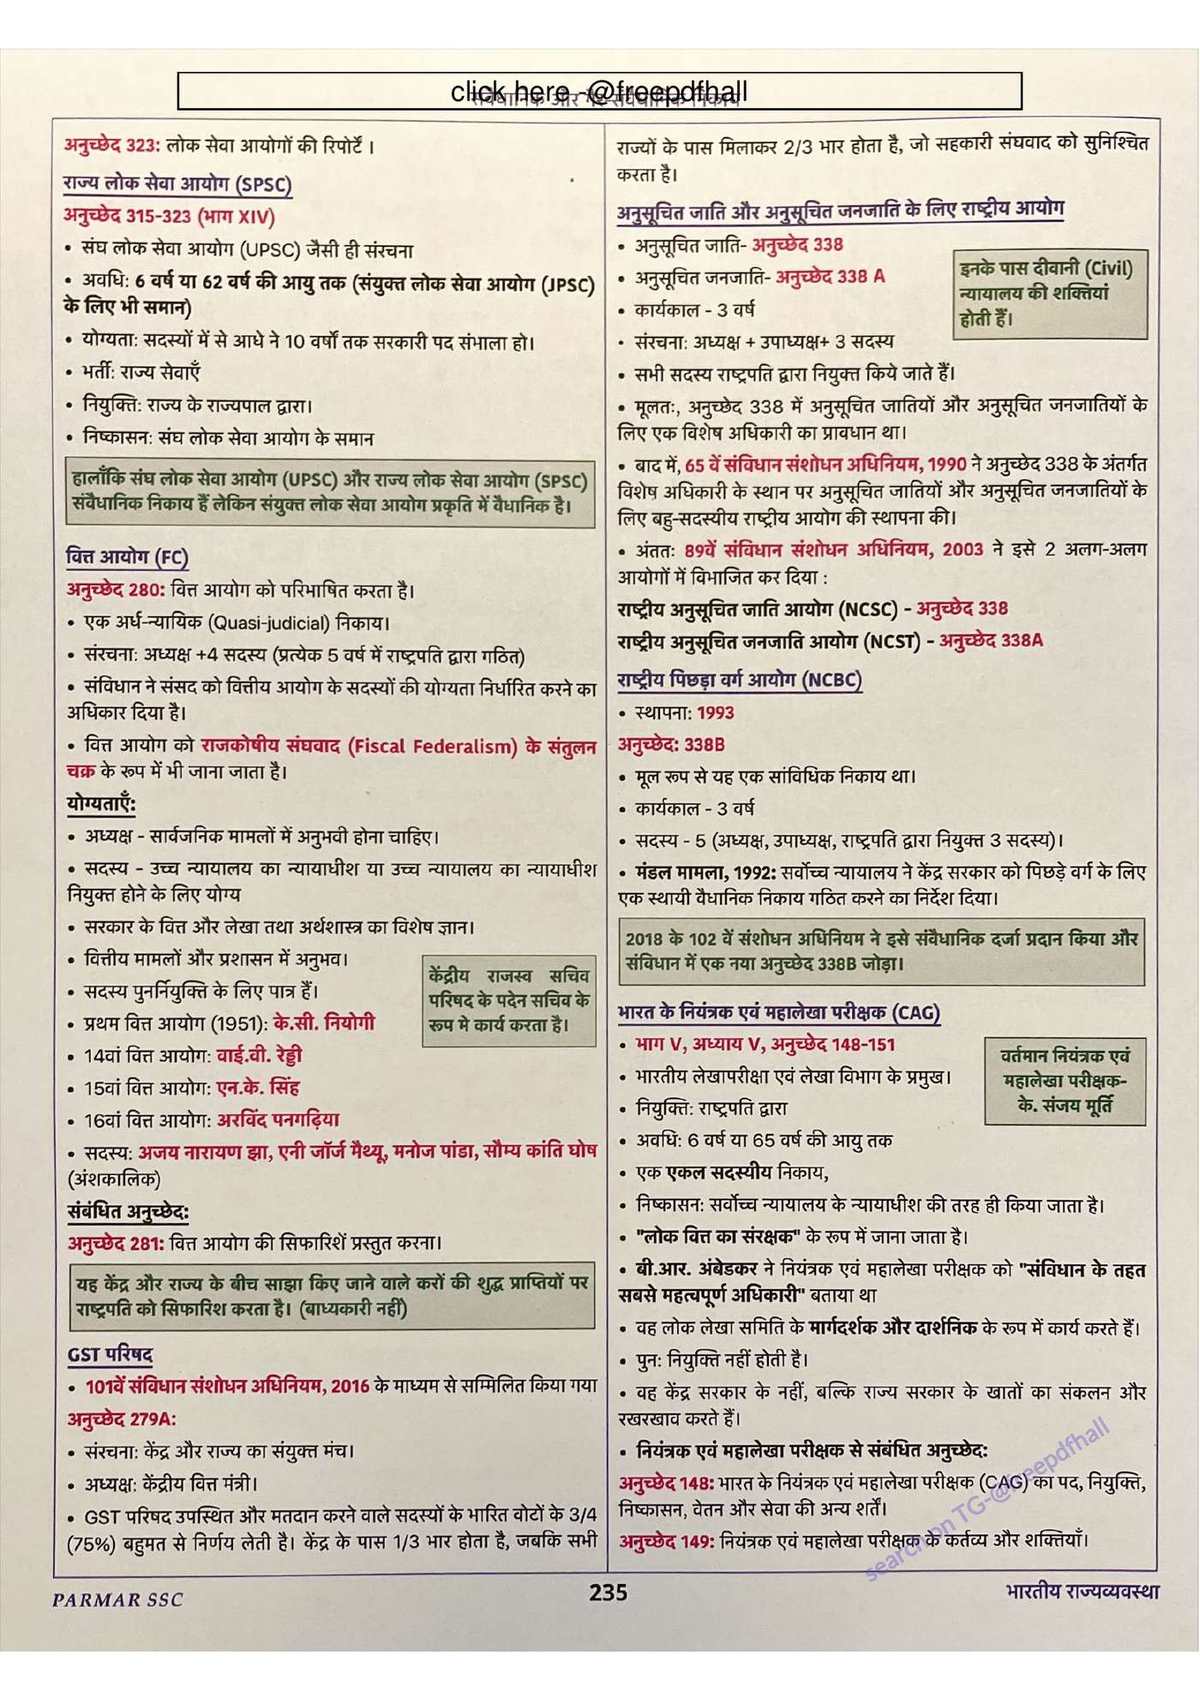 click here -@freepdfhall
संवैधानिक और गैर-संवैधानिक निकाय
अनुच्छेद 323: लोक सेवा आयोगों की रिपोर्टें ।
राज्य लोक सेवा आयोग (SPSC)
अनुच्छेद 315-323 (भाग XIV)
• संघ लोक सेवा आयोग (UPSC) जैसी ही संरचना
• अवधि: 6 वर्ष या 62 वर्ष की आयु तक (संयुक्त लोक सेवा आयोग (JPSC)
के लिए भी समान)
• योग्यता: सदस्यों में से आधे ने 10 वर्षों तक सरकारी पद संभाला हो।
• भर्ती: राज्य सेवाएँ
• नियुक्ति: राज्य के राज्यपाल द्वारा।
• निष्कासन: संघ लोक सेवा आयोग के समान
हालाँकि संघ लोक सेवा आयोग (UPSC) और राज्य लोक सेवा आयोग (SPSC)
संवैधानिक निकाय हैं लेकिन संयुक्त लोक सेवा आयोग प्रकृति में वैधानिक है।
वित्त आयोग (FC)
अनुच्छेद 280: वित्त आयोग को परिभाषित करता है।
• एक अर्ध-न्यायिक (Quasi-judicial) निकाय।
• संरचना: अध्यक्ष +4 सदस्य (प्रत्येक 5 वर्ष में राष्ट्रपति द्वारा गठित)
• संविधान ने संसद को वित्तीय आयोग के सदस्यों की योग्यता निर्धारित करने का
अधिकार दिया है।
• वित्त आयोग को राजकोषीय संघवाद (Fiscal Federalism) के संतुलन
चक्र के रूप में भी जाना जाता है।
योग्यताएँ:
• अध्यक्ष - सार्वजनिक मामलों में अनुभवी होना चाहिए।
• सदस्य - उच्च न्यायालय का न्यायाधीश या उच्च न्यायालय का न्यायाधीश
नियुक्त होने के लिए योग्य
• सरकार के वित्त और लेखा तथा अर्थशास्त्र का विशेष ज्ञान।
• वित्तीय मामलों और प्रशासन में अनुभव।
• सदस्य पुनर्नियुक्ति के लिए पात्र हैं।
• प्रथम वित्त आयोग (1951): के.सी. नियोगी
केंद्रीय राजस्व सचिव
परिषद के पदेन सचिव के
रूप मे कार्य करता है।
• 14वां वित्त आयोग: वाई.वी. रेड्डी
• 15वां वित्त आयोग: एन.के. सिंह
• 16वां वित्त आयोग: अरविंद पनगढ़िया
• सदस्य: अजय नारायण झा, एनी जॉर्ज मैथ्यू, मनोज पांडा, सौम्य कांति घोष
(अंशकालिक)
संबंधित अनुच्छेद:
अनुच्छेद 281: वित्त आयोग की सिफारिशें प्रस्तुत करना।
यह केंद्र और राज्य के बीच साझा किए जाने वाले करों की शुद्ध प्राप्तियों पर
राष्ट्रपति को सिफारिश करता है। (बाध्यकारी नहीं)
GST परिषद
• 101वें संविधान संशोधन अधिनियम, 2016 के माध्यम से सम्मिलित किया गया
अनुच्छेद 279A:
• संरचना: केंद्र और राज्य का संयुक्त मंच।
• अध्यक्ष: केंद्रीय वित्त मंत्री।
• GST परिषद उपस्थित और मतदान करने वाले सदस्यों के भारित वोटों के 3/4
(75%) बहुमत से निर्णय लेती है। केंद्र के पास 1/3 भार होता है, जबकि सभी
राज्यों के पास मिलाकर 2/3 भार होता है, जो सहकारी संघवाद को सुनिश्चित
करता है।
अनुसूचित जाति और अनुसूचित जनजाति के लिए राष्ट्रीय आयोग
• अनुसूचित जाति- अनुच्छेद 338
• अनुसूचित जनजाति- अनुच्छेद 338 A
• कार्यकाल - 3 वर्ष
इनके पास दीवानी (Civil)
न्यायालय की शक्तियां
होती हैं।
• संरचना: अध्यक्ष + उपाध्यक्ष+ 3 सदस्य
• सभी सदस्य राष्ट्रपति द्वारा नियुक्त किये जाते हैं।
• मूलतः, अनुच्छेद 338 में अनुसूचित जातियों और अनुसूचित जनजातियों के
लिए एक विशेष अधिकारी का प्रावधान था।
• बाद में, 65 वें संविधान संशोधन अधिनियम, 1990 ने अनुच्छेद 338 के अंतर्गत
विशेष अधिकारी के स्थान पर अनुसूचित जातियों और अनुसूचित जनजातियों के
लिए बहु-सदस्यीय राष्ट्रीय आयोग की स्थापना की।
• अंततः 89वें संविधान संशोधन अधिनियम, 2003 ने इसे 2 अलग-अलग
आयोगों में विभाजित कर दिया :
राष्ट्रीय अनुसूचित जाति आयोग (NCSC) - अनुच्छेद 338
राष्ट्रीय अनुसूचित जनजाति आयोग (NCST) - अनुच्छेद 338A
राष्ट्रीय पिछड़ा वर्ग आयोग (NCBC)
• स्थापना: 1993
अनुच्छेद: 338B
• मूल रूप से यह एक सांविधिक निकाय था।
• कार्यकाल - 3 वर्ष
• सदस्य - 5 (अध्यक्ष, उपाध्यक्ष, राष्ट्रपति द्वारा नियुक्त 3 सदस्य)।
• मंडल मामला, 1992: सर्वोच्च न्यायालय ने केंद्र सरकार को पिछड़े वर्ग के लिए
एक स्थायी वैधानिक निकाय गठित करने का निर्देश दिया।
2018 के 102 वें संशोधन अधिनियम ने इसे संवैधानिक दर्जा प्रदान किया और
संविधान में एक नया अनुच्छेद 338B जोड़ा।
भारत के नियंत्रक एवं महालेखा परीक्षक (CAG)
• भाग V, अध्याय V, अनुच्छेद 148-151
• भारतीय लेखापरीक्षा एवं लेखा विभाग के प्रमुख।
• नियुक्ति: राष्ट्रपति द्वारा
वर्तमान नियंत्रक एवं
महालेखा परीक्षक-
के. संजय मूर्ति
• अवधि: 6 वर्ष या 65 वर्ष की आयु तक
• एक एकल सदस्यीय निकाय,
• निष्कासन: सर्वोच्च न्यायालय के न्यायाधीश की तरह ही किया जाता है।
• "लोक वित्त का संरक्षक" के रूप में जाना जाता है।
• बी.आर. अंबेडकर ने नियंत्रक एवं महालेखा परीक्षक को "संविधान के तहत
सबसे महत्वपूर्ण अधिकारी" बताया था
• वह लोक लेखा समिति के मार्गदर्शक और दार्शनिक के रूप में कार्य करते हैं।
• पुन: नियुक्ति नहीं होती है।
• वह केंद्र सरकार के नहीं, बल्कि राज्य सरकार के खातों का संकलन और
रखरखाव करते हैं।
• नियंत्रक एवं महालेखा परीक्षक से संबंधित अनुच्छेद:
अनुच्छेद 148: भारत के नियंत्रक एवं महालेखा परीक्षक (CAG) का पद, नियुक्ति,
निष्कासन, वेतन और सेवा की अन्य शर्तें।
अनुच्छेद 149: नियंत्रक एवं महालेखा परीक्षक के कर्तव्य और शक्तियाँ।
search on TG-@freepdfhall
PARMAR SSC
235
भारतीय राज्यव्यवस्था